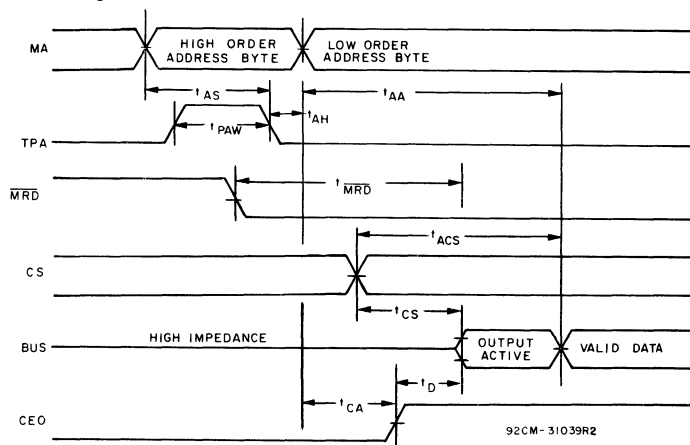 MA
HIGH ORDER
ADDRESS BYTE
LOW ORDER
ADDRESS BYTE
tAS
tAH
tAA
TPA
tPAW
MRD
tMRD
tACS
CS
tCS
BUS
HIGH IMPEDANCE
OUTPUT
ACTIVE
VALID DATA
tD
tCA
CEO
92CM-31039R2